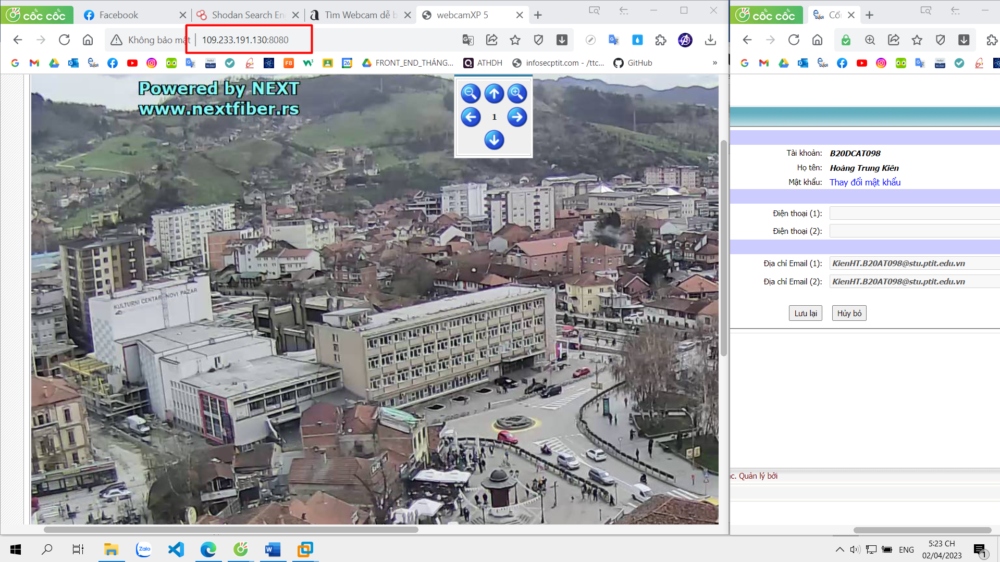 cốc cốc
Facebook
Shodan Search En
Tìm Webcam dễ b
webcamXP 5
Không bảo mật
109.233.191.130:8080
FRONT_END_THÁNG...
ATHDH
infosecptit.com - /ttc...
GitHub
»
Powered by NEXT
www.nextfiber.rs
1
KULTURNI CENTAR NOVI PAZAR
cốc cốc
Cổ
Tài khoản: B20DCAT098
Họ tên: Hoàng Trung Kiên
Mật khẩu: Thay đổi mật khẩu
Điện thoại (1):
Điện thoại (2):
Địa chỉ Email (1): KienHT.B20AT098@stu.ptit.edu.vn
Địa chỉ Email (2): KienHT.B20AT098@stu.ptit.edu.vn
Lưu lại
Hủy bỏ
c. Quản lý bởi
Zalo
ENG
5:23 CH
02/04/2023
1